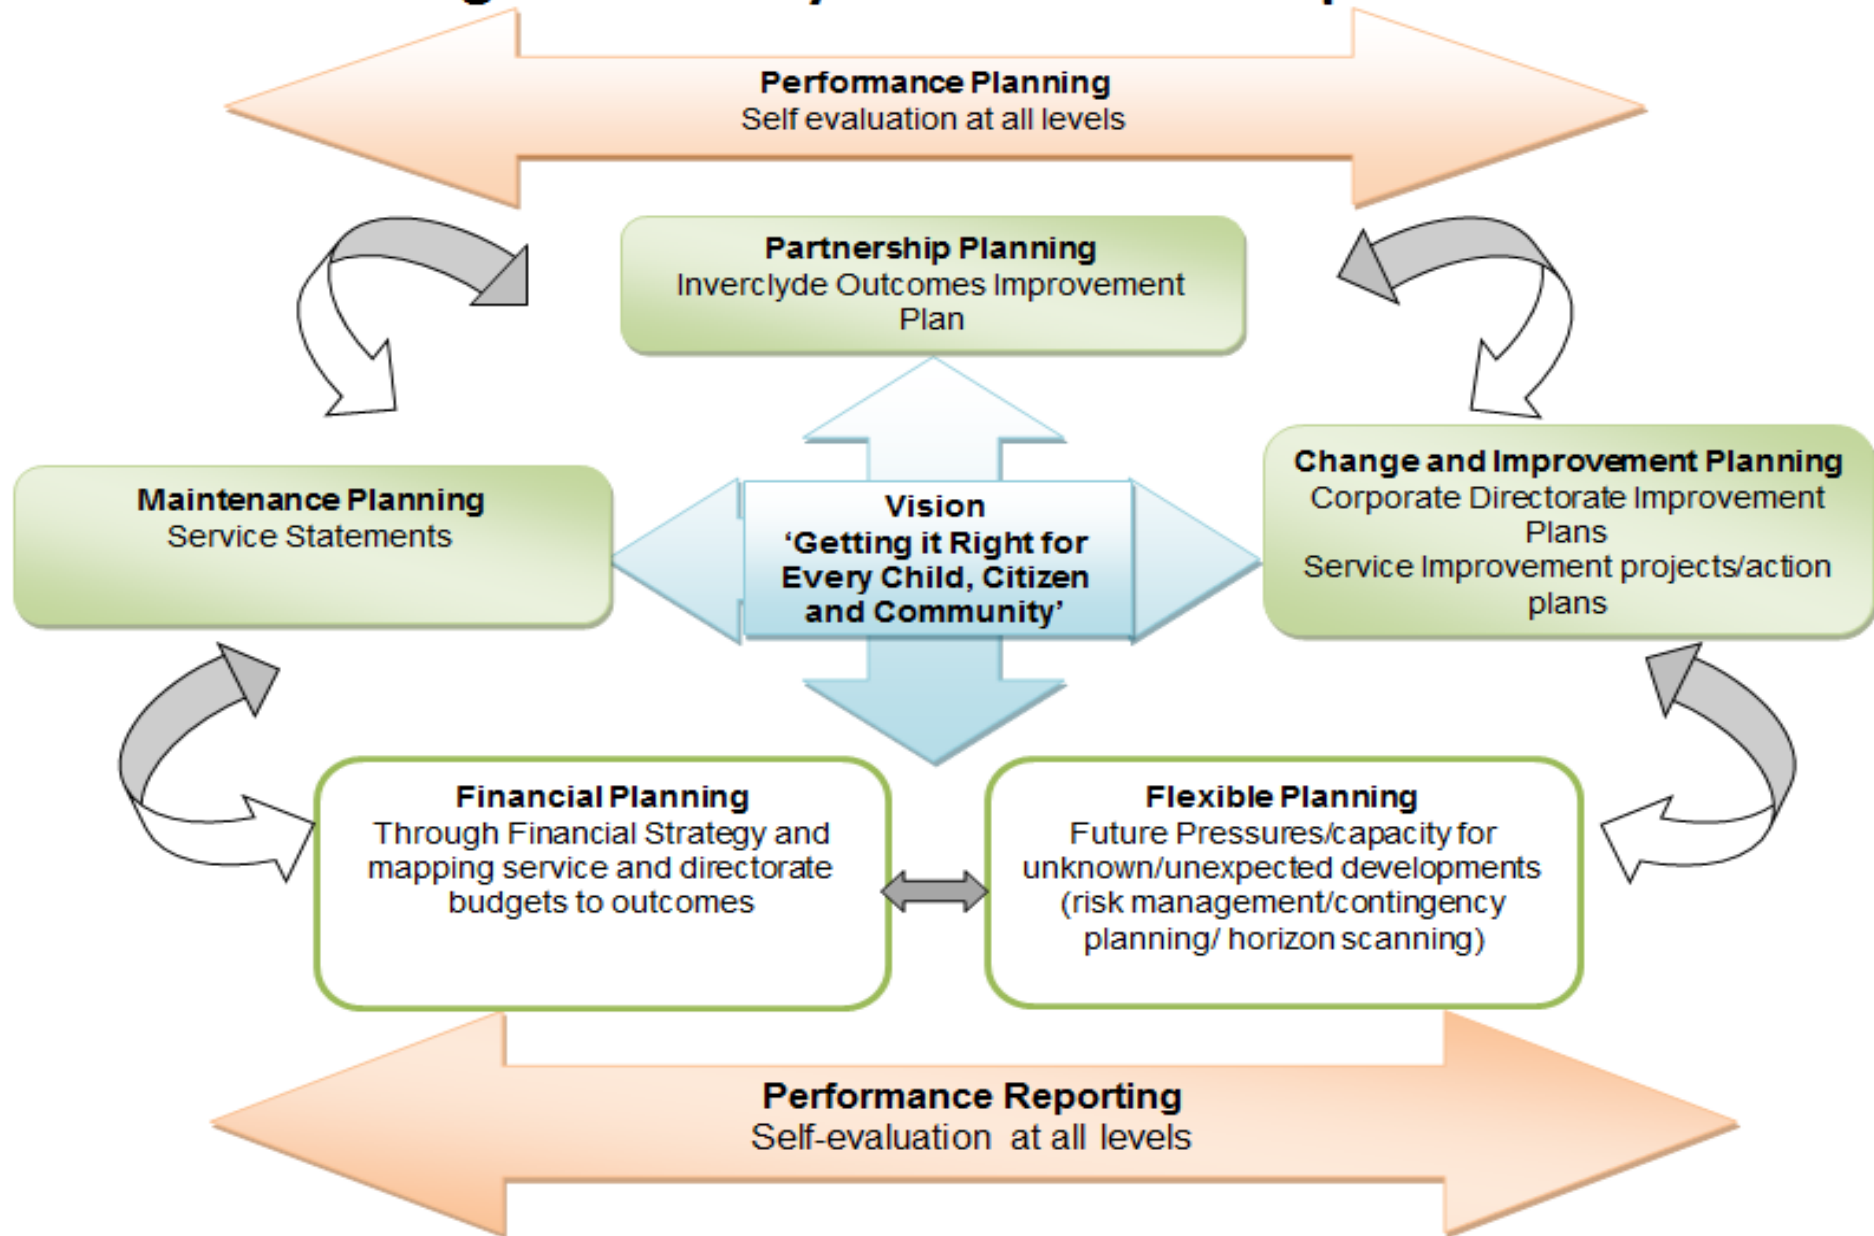 Performance Planning
Self evaluation at all levels
Partnership Planning
Inverclyde Outcomes Improvement
Plan
Maintenance Planning
Service Statements
Vision
‘Getting it Right for
Every Child, Citizen
and Community’
Change and Improvement Planning
Corporate Directorate Improvement
Plans
Service Improvement projects/action
plans
Financial Planning
Through Financial Strategy and
mapping service and directorate
budgets to outcomes
Flexible Planning
Future Pressures/capacity for
unknown/unexpected developments
(risk management/contingency
planning/ horizon scanning)
Performance Reporting
Self-evaluation at all levels